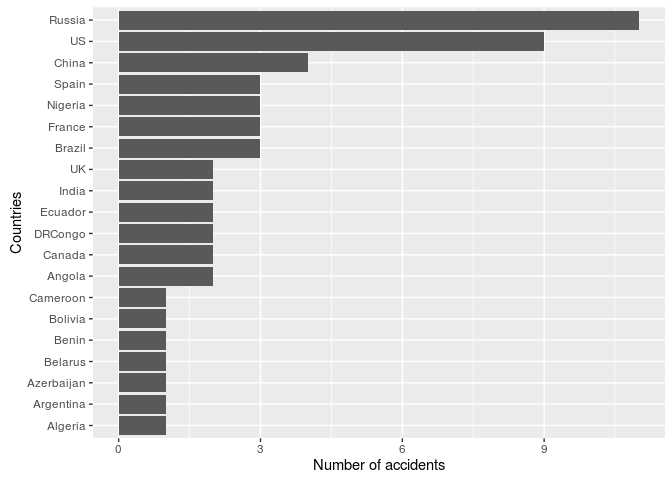 Russia
US
China
Spain
Nigeria
France
Brazil
UK
India
Ecuador
DRCongo
Canada
Angola
Cameroon
Bolivia
Benin
Belarus
Azerbaijan
Argentina
Algeria
Countries
0 3 6 9
Number of accidents